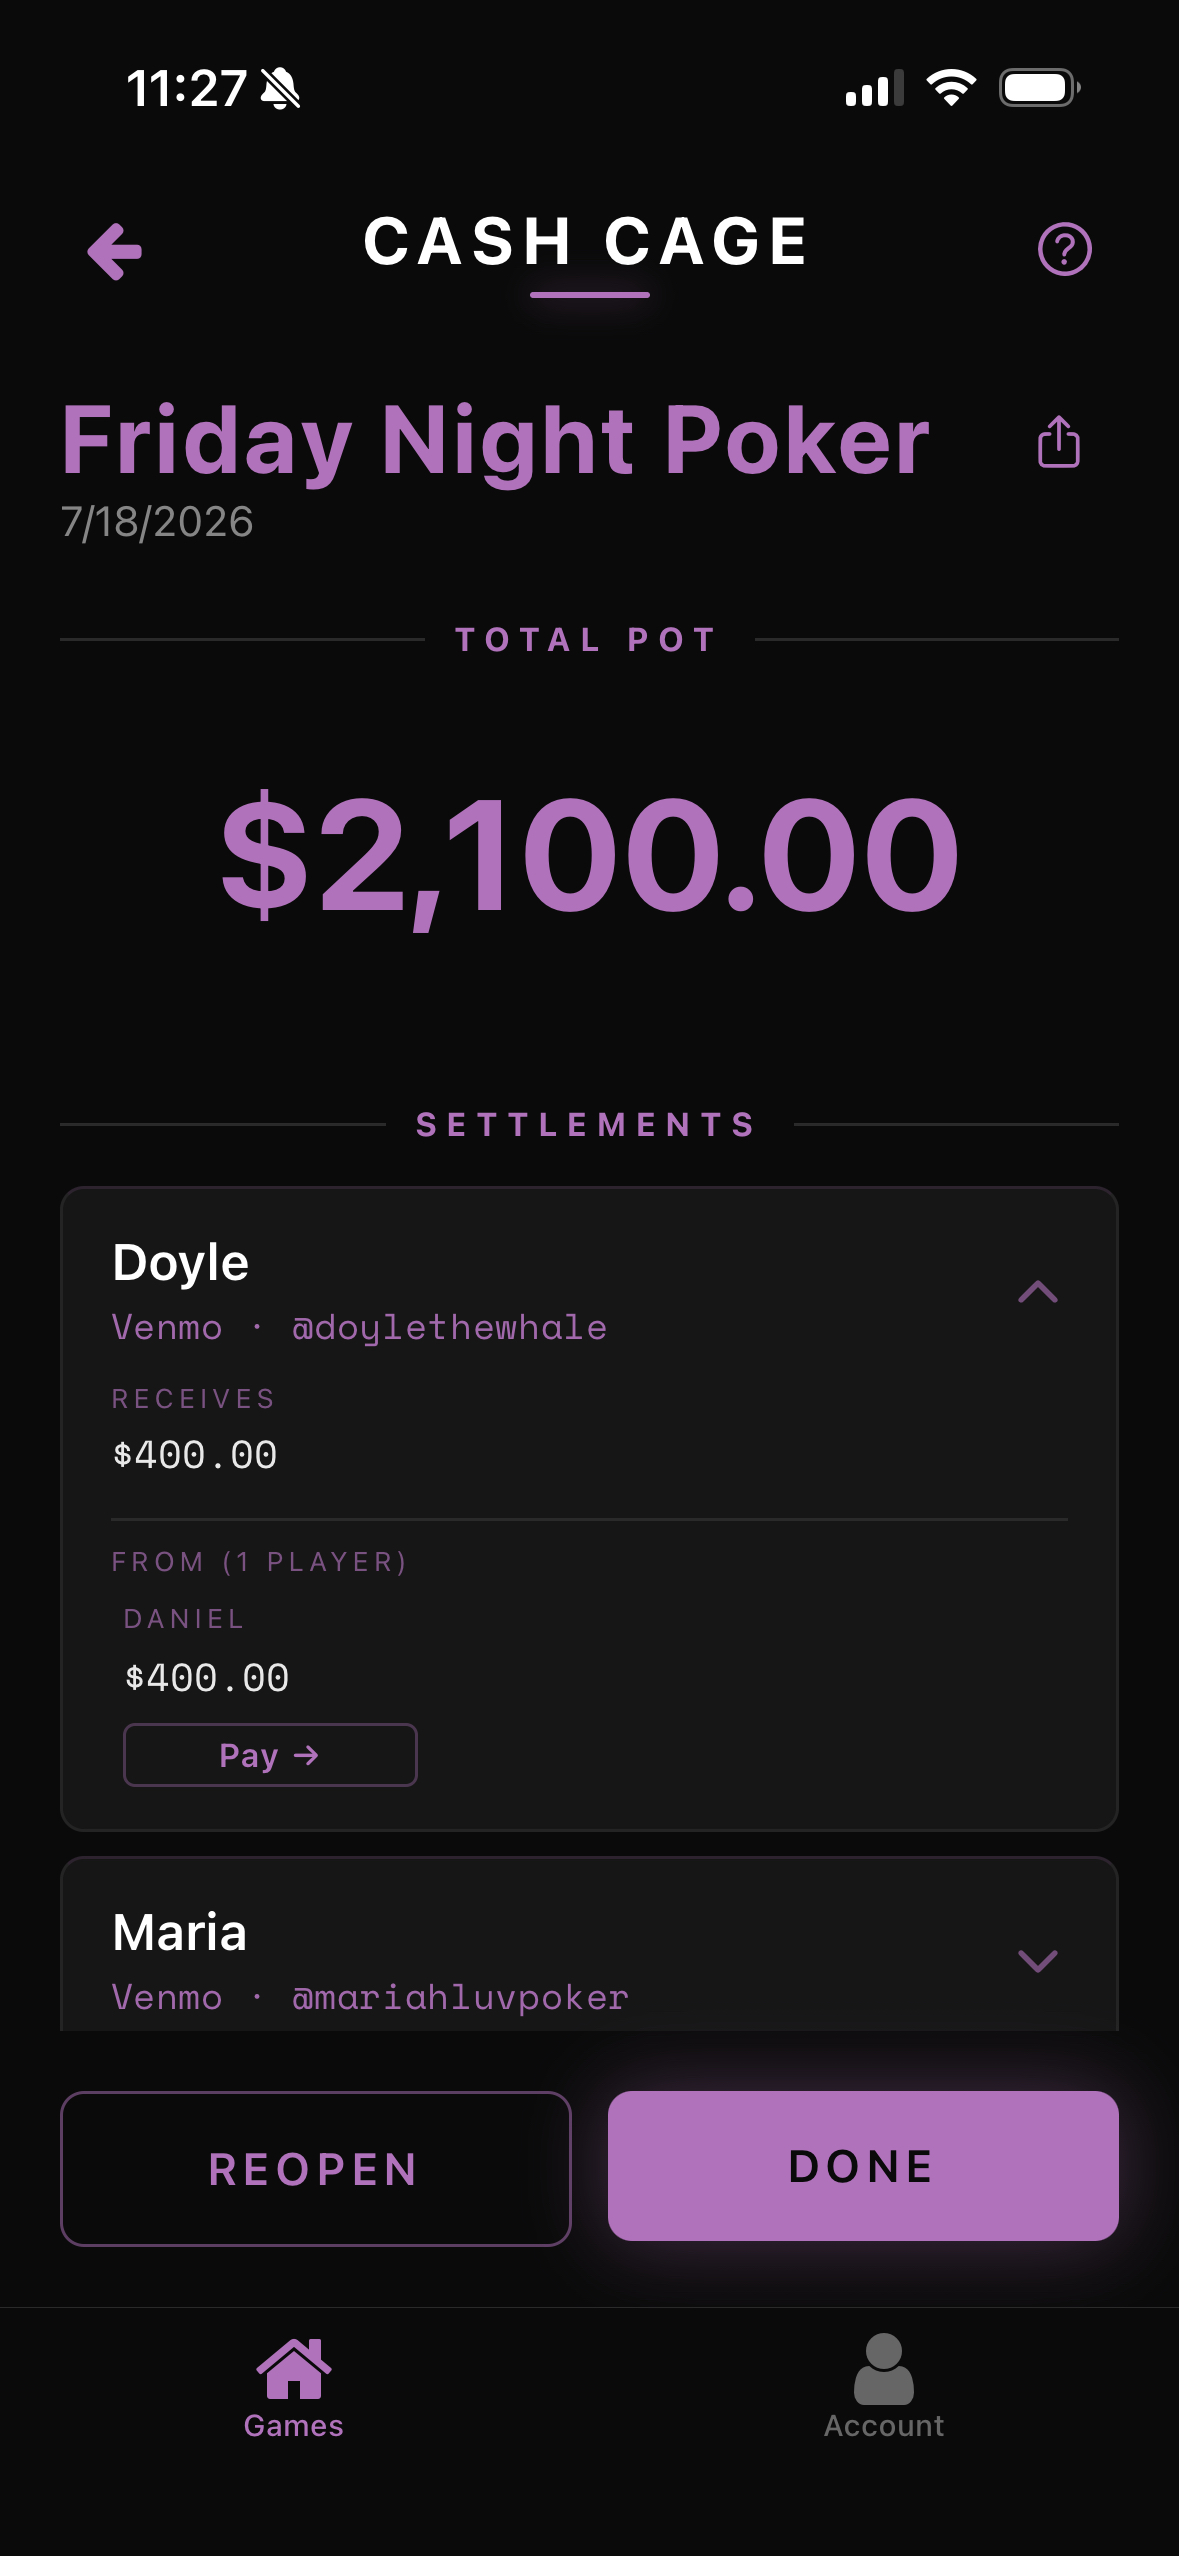 11:27
CASH CAGE
Friday Night Poker
7/18/2026
TOTAL POT
$2,100.00
SETTLEMENTS
Doyle
Venmo · @doylethewhale
RECEIVES
$400.00
FROM (1 PLAYER)
DANIEL
$400.00
Pay →
Maria
Venmo · @mariahluvpoker
REOPEN
DONE
Games
Account